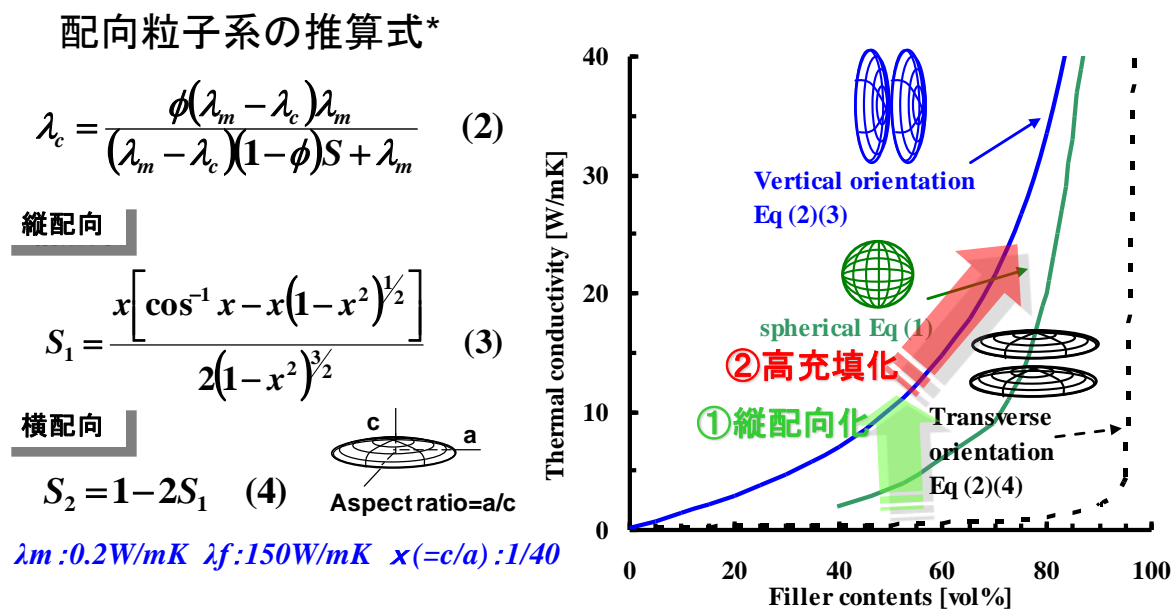 配向粒子系の推算式*
λc = ϕ(λm − λc)λm / (λm − λc)(1 − ϕ)S + λm (2)
縦配向
S1 = x[cos⁻¹ x − x(1 − x²)^1/2] / 2(1 − x²)^3/2 (3)
横配向
c
a
S2 = 1 − 2S1 (4)
Aspect ratio=a/c
λm :0.2W/mK λf :150W/mK x(=c/a) :1/40
Thermal conductivity [W/mK]
40
30
20
10
0
Vertical orientation
Eq (2)(3)
spherical Eq (1)
②高充填化
①縦配向化
Transverse
orientation
Eq (2)(4)
0 20 40 60 80 100
Filler contents [vol%]